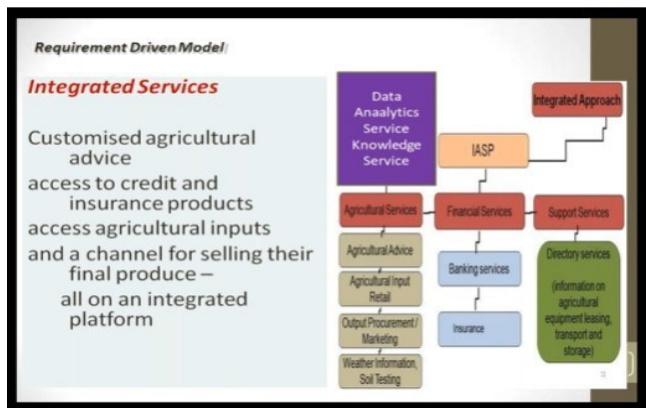 Requirement Driven Model
Integrated Services
Customised agricultural
advice
access to credit and
insurance products
access agricultural inputs
and a channel for selling their
final produce –
all on an integrated
platform
Data
Anaalytics
Service
Knowledge
Service
Integrated Approach
IASP
Agricultural Services
Financial Services
Support Services
Agricultural Advice
Agricultural Input
Retail
Output Procurement /
Marketing
Weather Information,
Soil Testing
Banking services
Insurance
Directory services
(information on
agricultural
equipment leasing,
transport and
storage)